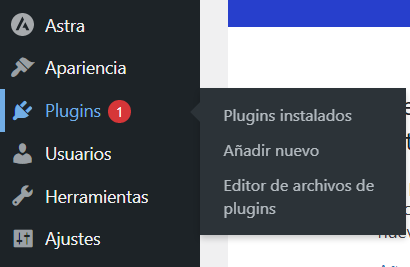 Astra
Apariencia
Plugins 1
Plugins instalados
Añadir nuevo
Editor de archivos de
plugins
Usuarios
Herramientas
Ajustes